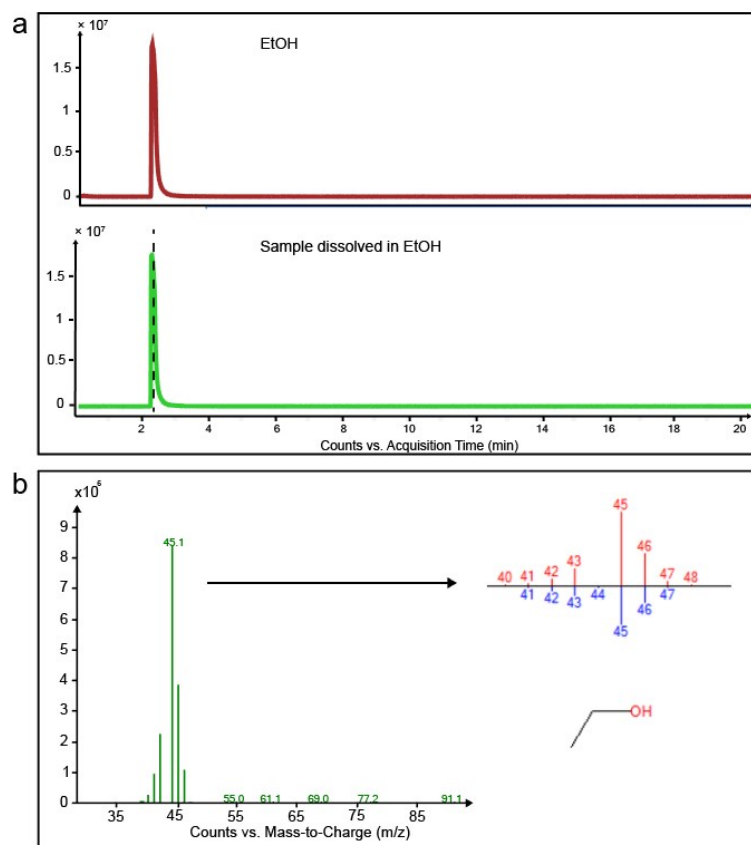 a
× 10⁷
EtOH
1.5
1
0.5
0
× 10⁷
Sample dissolved in EtOH
1.5
1
0.5
0
2 4 6 8 10 12 14 16 18 20
Counts vs. Acquisition Time (min)
b
x10⁶
9
8
7
6
5
4
3
2
1
0
45.1
55.0 61.1 69.0 77.2 91.1
35 45 55 65 75 85
Counts vs. Mass-to-Charge (m/z)
45
46
43
42
40 41 47 48
41 42 43 44 46 47
45
OH